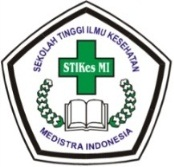 SEKOLAH TINGGI ILMU KESEHATAN
STIKes MI
MEDISTRA INDONESIA